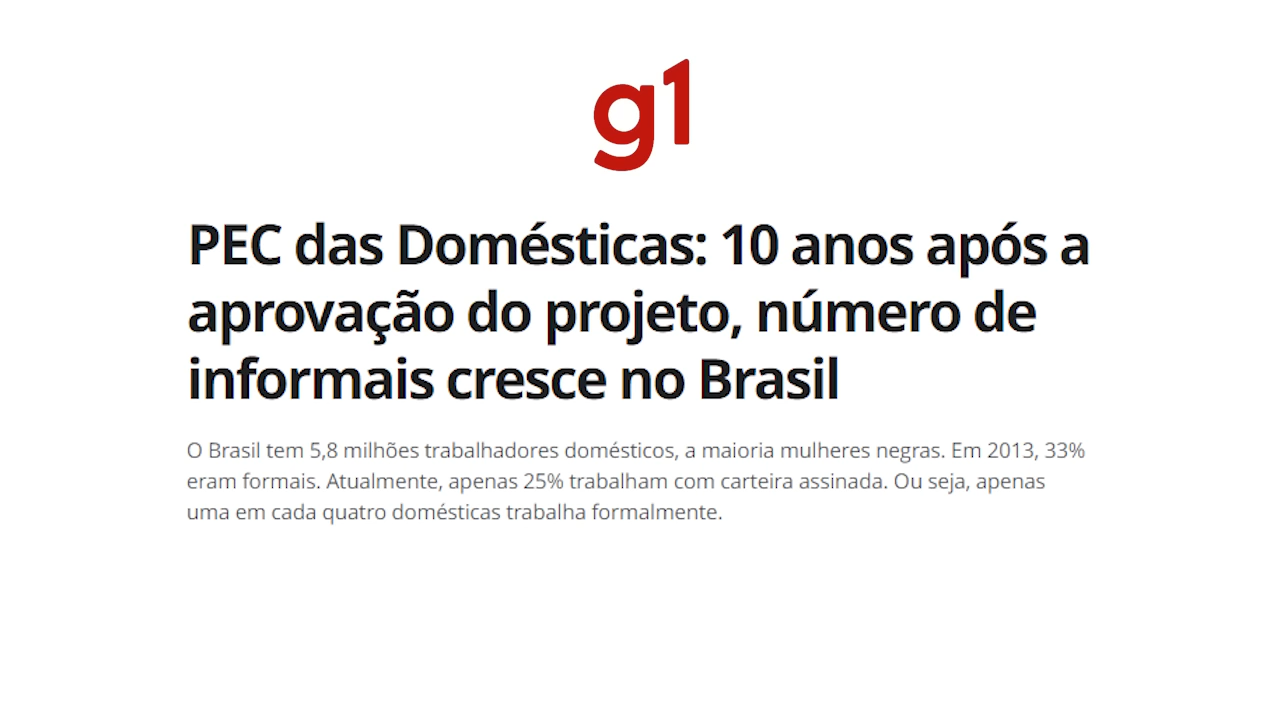 g1
PEC das Domésticas: 10 anos após a
aprovação do projeto, número de
informais cresce no Brasil
O Brasil tem 5,8 milhões trabalhadores domésticos, a maioria mulheres negras. Em 2013, 33%
eram formais. Atualmente, apenas 25% trabalham com carteira assinada. Ou seja, apenas
uma em cada quatro domésticas trabalha formalmente.